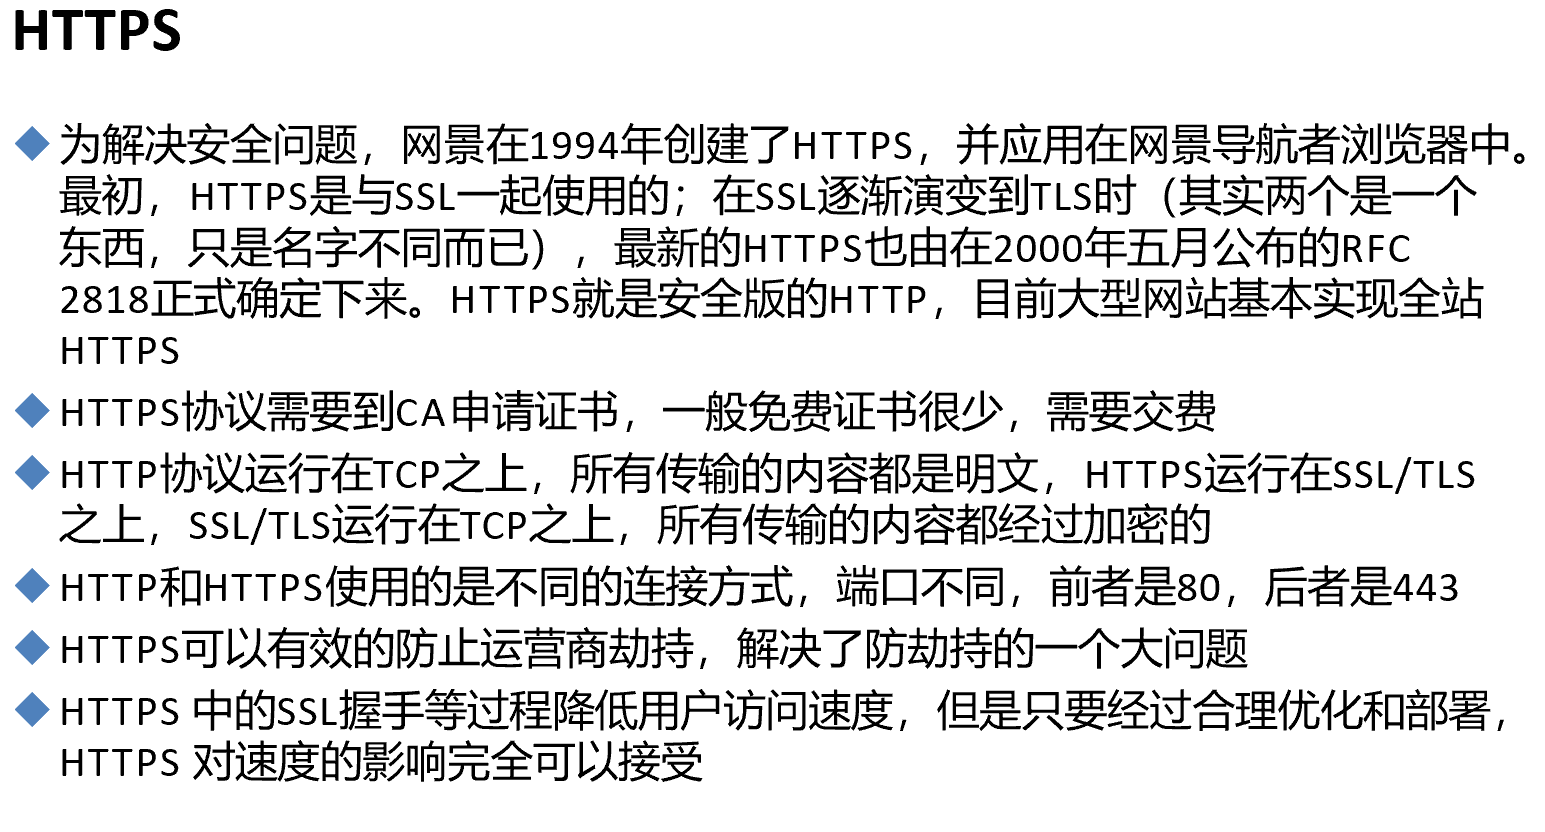 HTTPS
为解决安全问题，网景在1994年创建了HTTPS，并应用在网景导航者浏览器中。
最初，HTTPS是与SSL一起使用的；在SSL逐渐演变到TLS时（其实两个是一个
东西，只是名字不同而已），最新的HTTPS也由在2000年五月公布的RFC
2818正式确定下来。HTTPS就是安全版的HTTP，目前大型网站基本实现全站
HTTPS
HTTPS协议需要到CA申请证书，一般免费证书很少，需要交费
HTTP协议运行在TCP之上，所有传输的内容都是明文，HTTPS运行在SSL/TLS
之上，SSL/TLS运行在TCP之上，所有传输的内容都经过加密的
HTTP和HTTPS使用的是不同的连接方式，端口不同，前者是80，后者是443
HTTPS可以有效的防止运营商劫持，解决了防劫持的一个大问题
HTTPS 中的SSL握手等过程降低用户访问速度，但是只要经过合理优化和部署，
HTTPS 对速度的影响完全可以接受